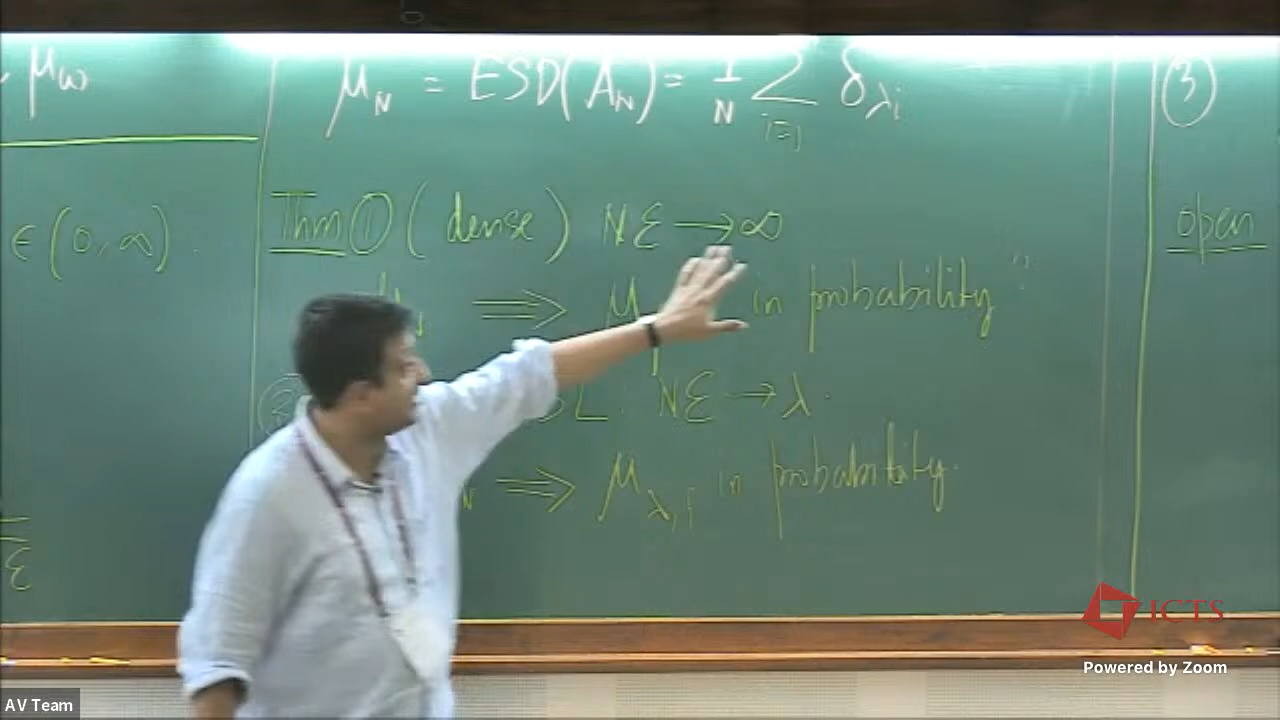 μω
∈ (0, ∞).
ε
μ_N = ESD(A_N) = 1/N Σ_{i=1} δ_{λi}
Thm ① (dense) Nε → ∞
⟹ μ in probability"
Nε → λ.
N ⟹ μ_{λ,f} in probability.
③
open
ICTS
Powered by Zoom
AV Team